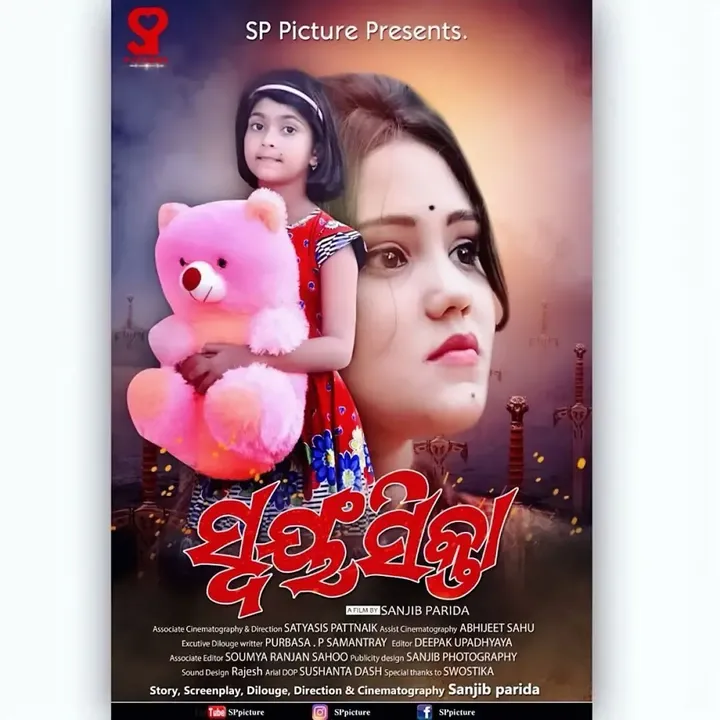 SP Picture Presents.
ସ୍ୱୟଂସିକ୍ତା
A FILM BY SANJIB PARIDA
Associate Cinematography & Direction SATYASIS PATTNAIK Assist Cinematography ABHIJEET SAHU
Excutive Dilouge writter PURBASA . P SAMANTRAY Editor DEEPAK UPADHYAYA
Associate Editor SOUMYA RANJAN SAHOO Publicity design SANJIB PHOTOGRAPHY
Sound Design Rajesh Arial DOP SUSHANTA DASH Special thanks to SWOSTIKA
Story, Screenplay, Dilouge, Direction & Cinematography Sanjib parida
YouTube SPpicture SPpicture SPpicture